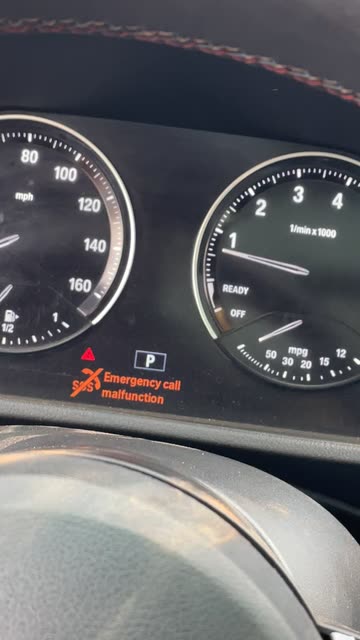 80
100
mph
120
140
160
1/2
1
P
SOS
Emergency call
malfunction
1
2
3
4
1/min x 1000
READY
OFF
mpg
50
30
20
15
12